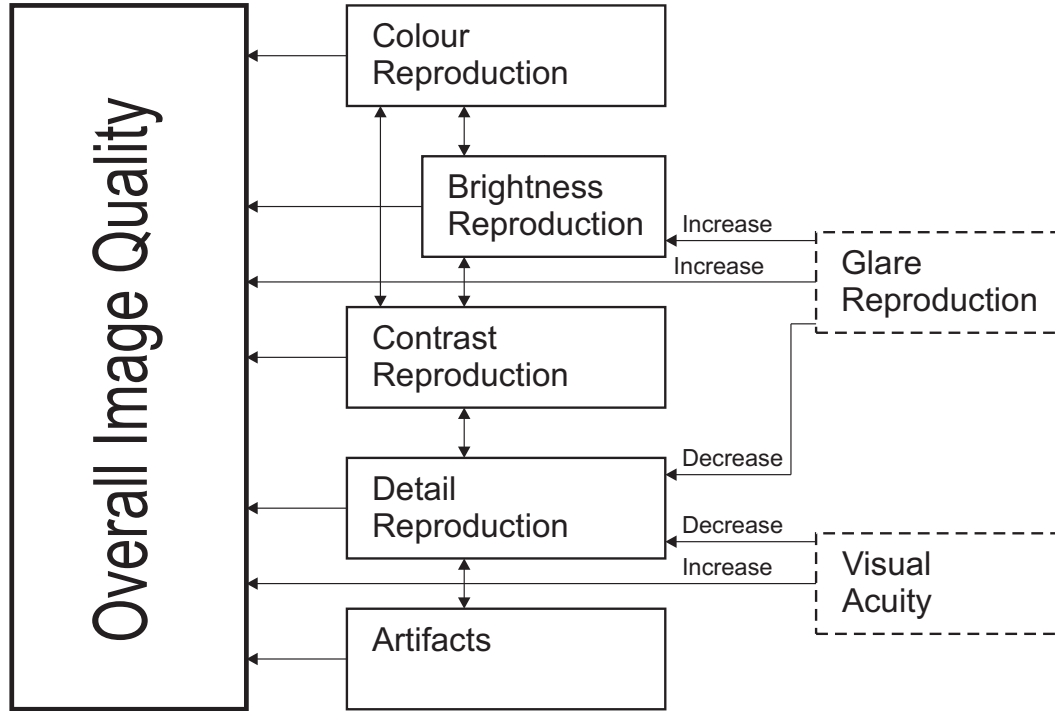 Overall Image Quality
Colour
Reproduction
Brightness
Reproduction
Increase
Increase
Glare
Reproduction
Contrast
Reproduction
Detail
Reproduction
Decrease
Decrease
Increase
Visual
Acuity
Artifacts